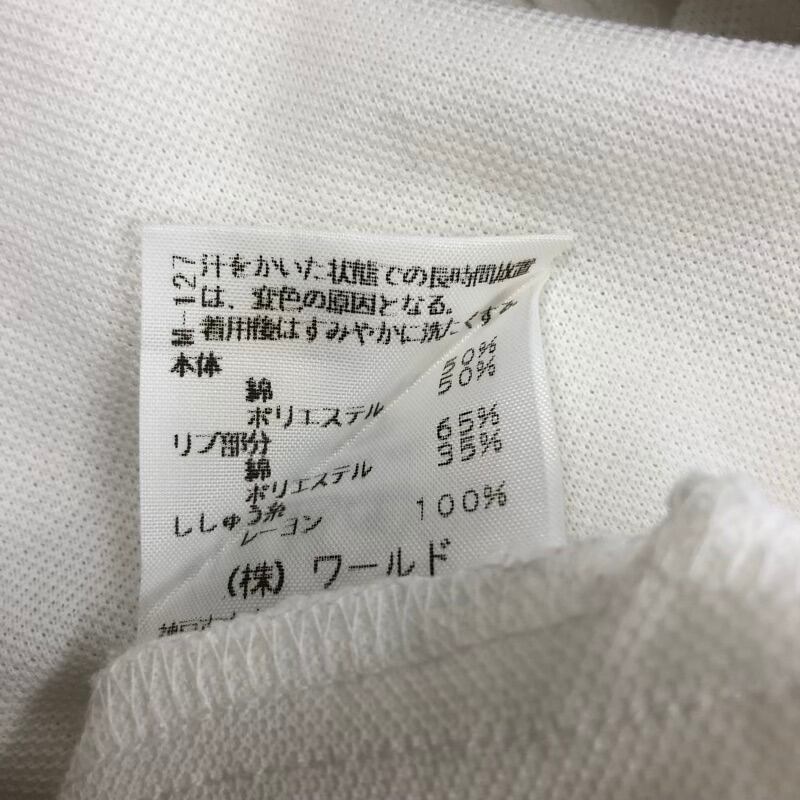 M-127
汗をかいた状態での長時間放置
は、変色の原因となる。
着用後はすみやかに洗たくする
本体
綿 50%
ポリエステル 50%
リブ部分
綿 65%
ポリエステル 35%
ししゅう糸
レーヨン 100%
(株) ワールド